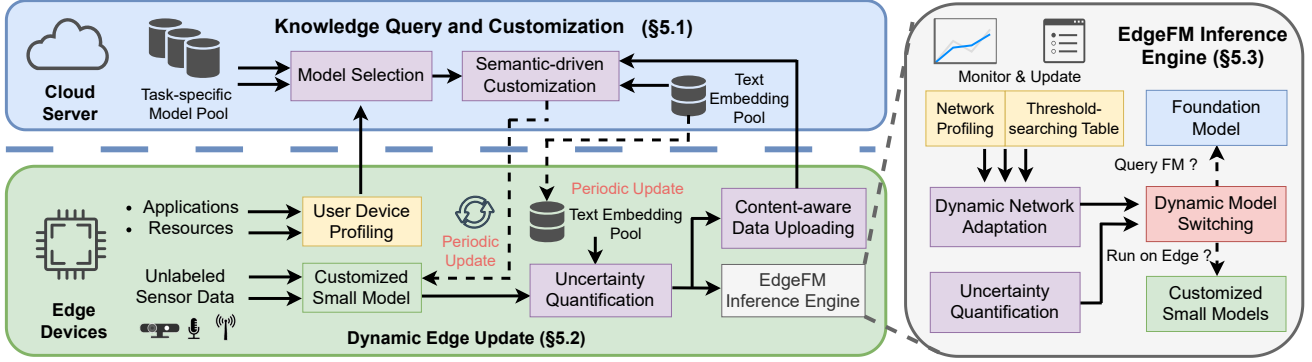 Knowledge Query and Customization (§5.1)
Cloud
Server
Task-specific
Model Pool
Model Selection
Semantic-driven
Customization
Text
Embedding
Pool
Applications
Resources
User Device
Profiling
Periodic
Update
Periodic Update
Text Embedding
Pool
Content-aware
Data Uploading
Unlabeled
Sensor Data
Customized
Small Model
Uncertainty
Quantification
EdgeFM
Inference Engine
Edge
Devices
Dynamic Edge Update (§5.2)
EdgeFM Inference
Engine (§5.3)
Monitor & Update
Network
Profiling
Threshold-
searching Table
Foundation
Model
Query FM ?
Dynamic Network
Adaptation
Dynamic Model
Switching
Run on Edge ?
Uncertainty
Quantification
Customized
Small Models